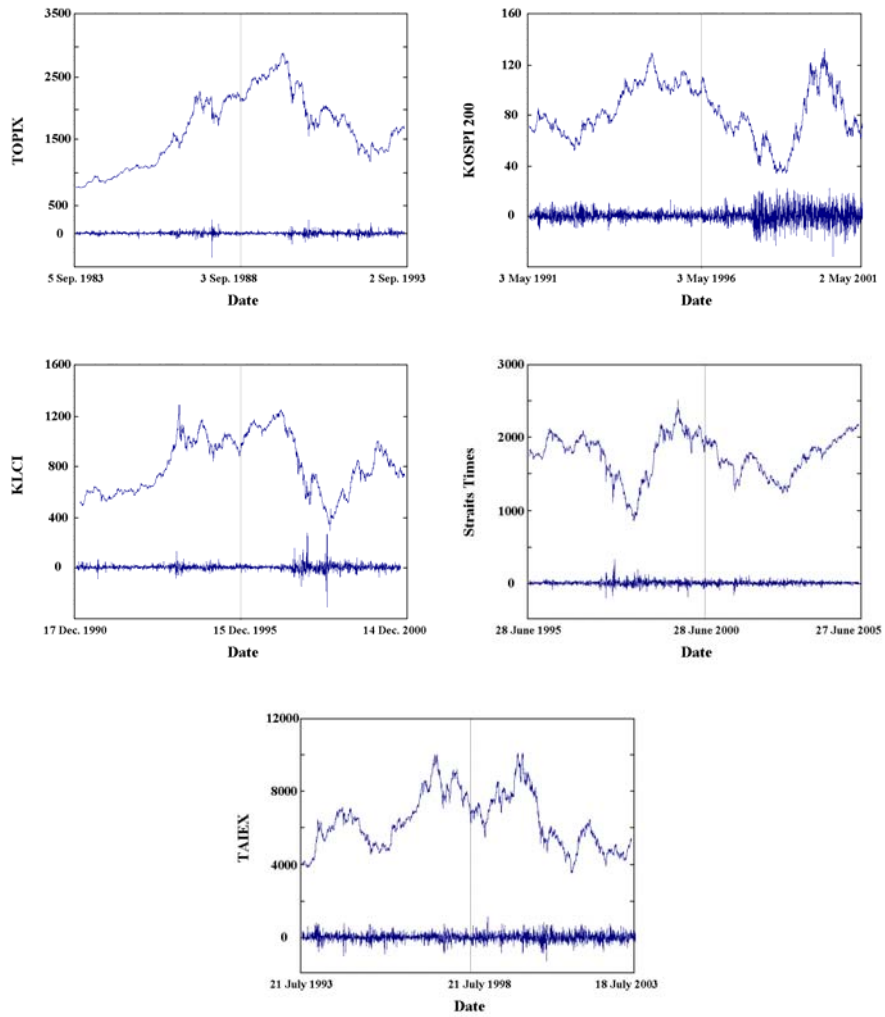 3500
2500
1500
500
0
TOPIX
5 Sep. 1983 3 Sep. 1988 2 Sep. 1993
Date
160
120
80
40
0
KOSPI 200
3 May 1991 3 May 1996 2 May 2001
Date
1600
1200
800
400
0
KLCI
17 Dec. 1990 15 Dec. 1995 14 Dec. 2000
Date
3000
2000
1000
0
Straits Times
28 June 1995 28 June 2000 27 June 2005
Date
12000
8000
4000
0
TAIEX
21 July 1993 21 July 1998 18 July 2003
Date